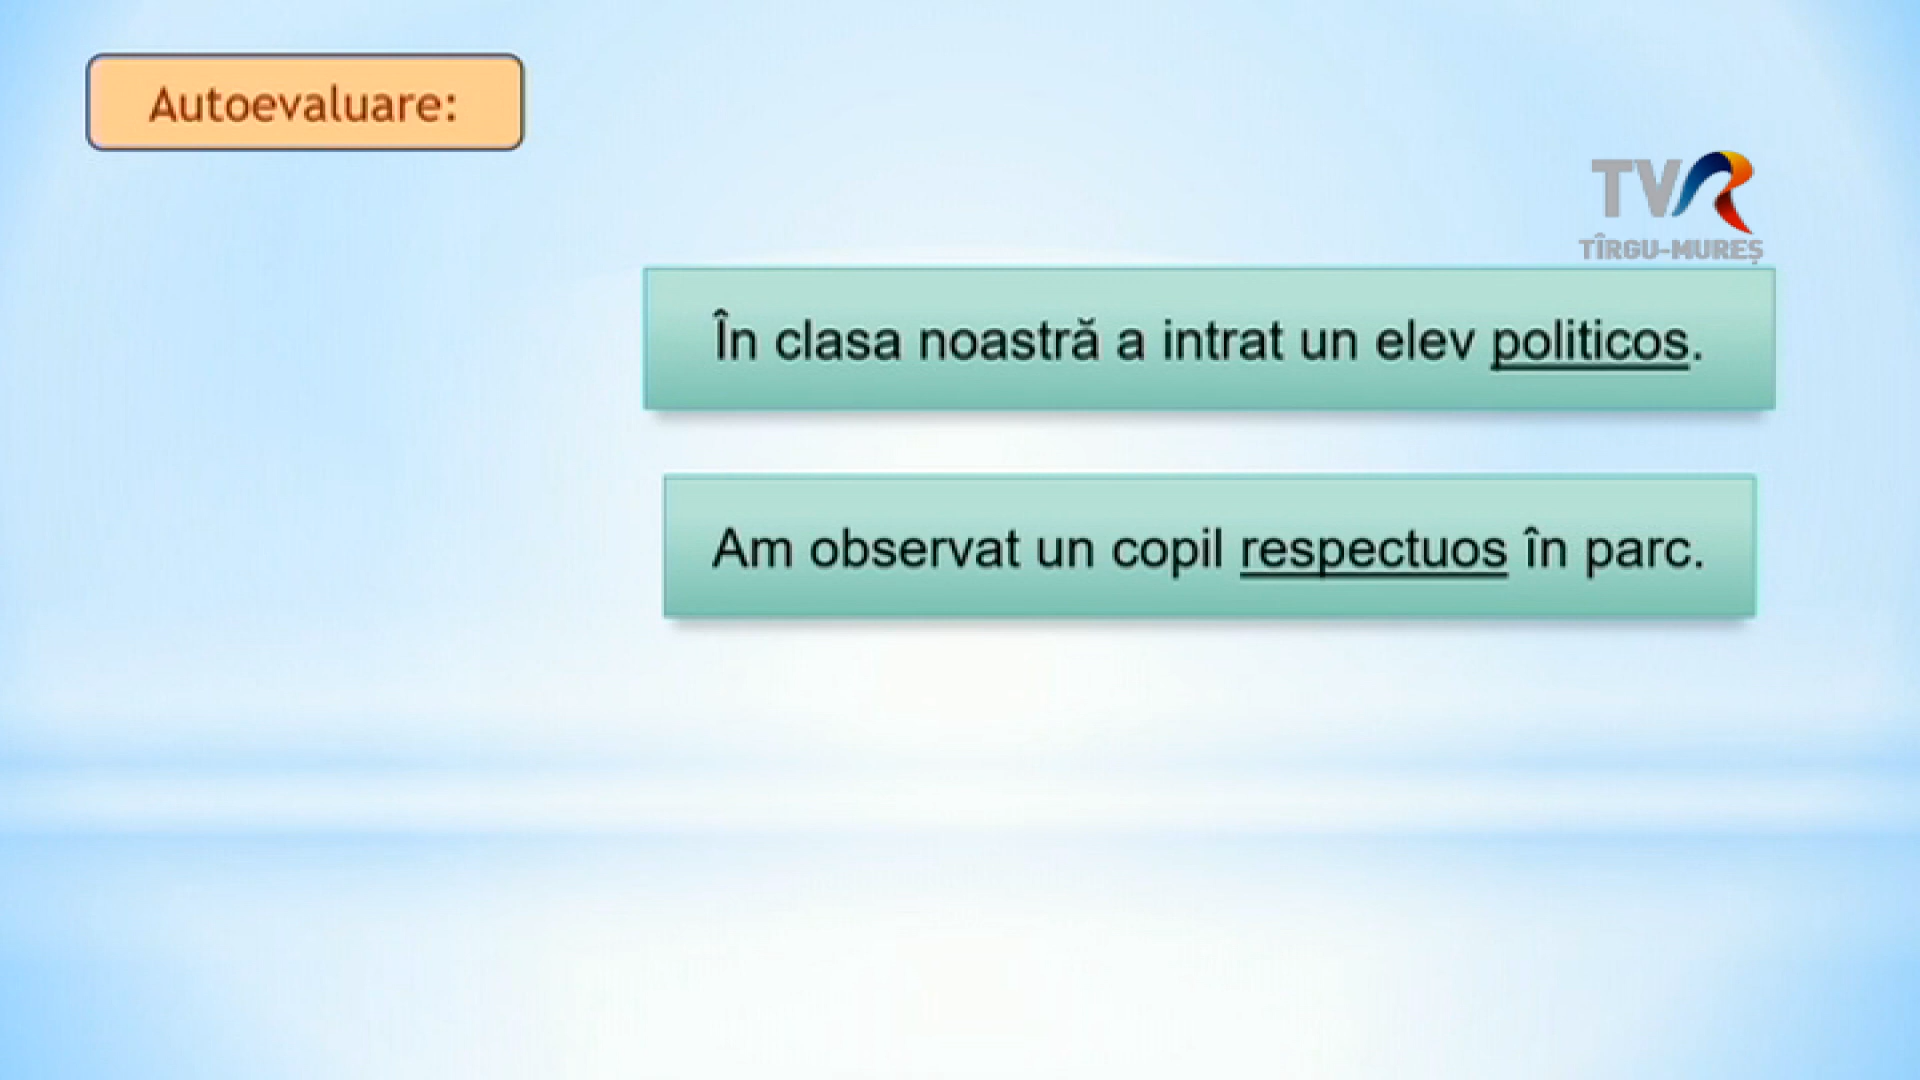 Autoevaluare:
TVR
TÎRGU-MUREȘ
În clasa noastră a intrat un elev politicos.
Am observat un copil respectuos în parc.